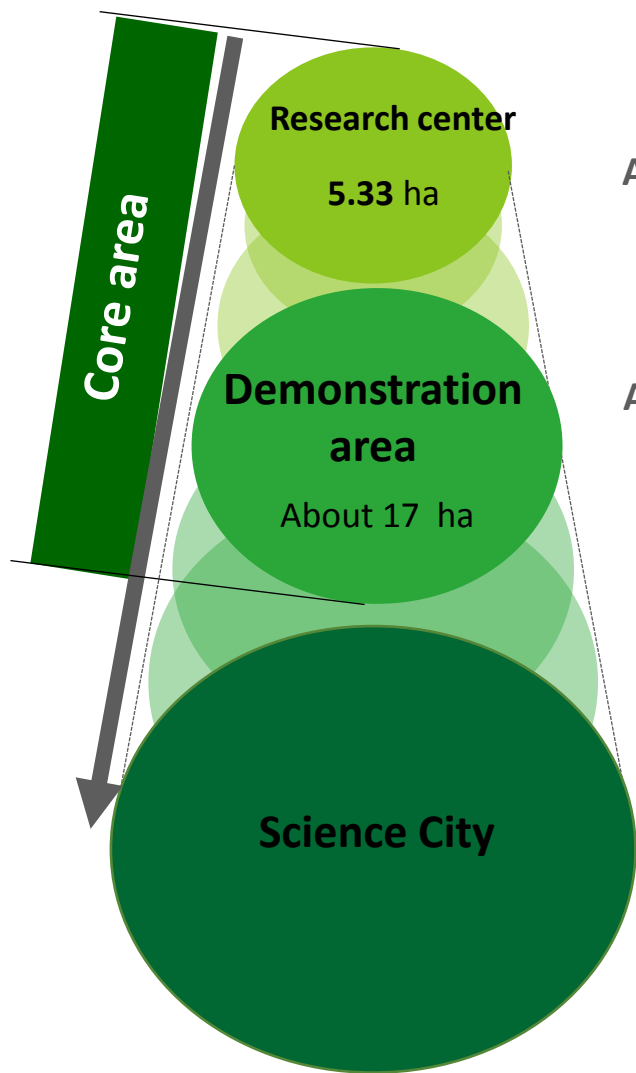 Research center
5.33 ha
Core area
Demonstration
area
About 17 ha
Science City
A
A